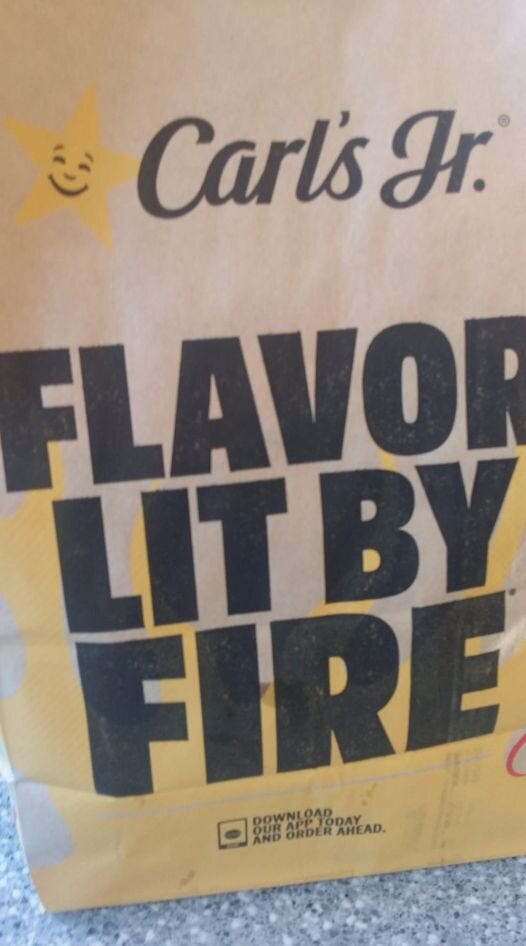 Carl's Jr.®
FLAVOR
LIT BY
FIRE
DOWNLOAD
OUR APP TODAY
AND ORDER AHEAD.